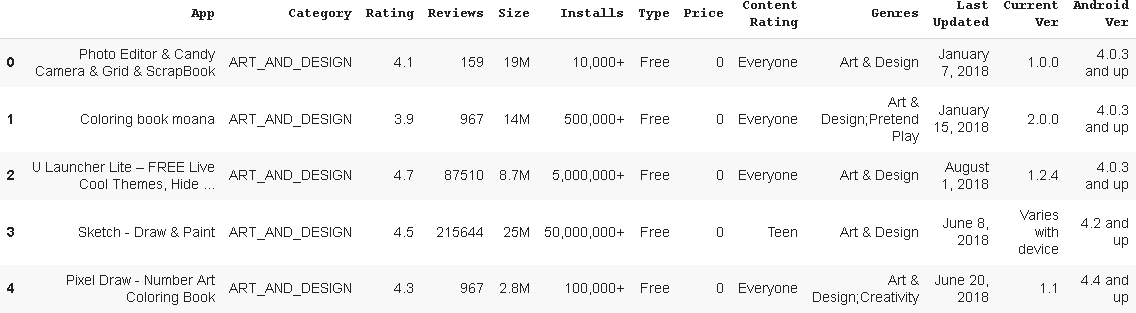 App Category Rating Reviews Size Installs Type Price Content Rating Genres Last Updated Current Ver Android Ver
0 Photo Editor & Candy Camera & Grid & ScrapBook ART_AND_DESIGN 4.1 159 19M 10,000+ Free 0 Everyone Art & Design January 7, 2018 1.0.0 4.0.3 and up
1 Coloring book moana ART_AND_DESIGN 3.9 967 14M 500,000+ Free 0 Everyone Art & Design;Pretend Play January 15, 2018 2.0.0 4.0.3 and up
2 U Launcher Lite – FREE Live Cool Themes, Hide ... ART_AND_DESIGN 4.7 87510 8.7M 5,000,000+ Free 0 Everyone Art & Design August 1, 2018 1.2.4 4.0.3 and up
3 Sketch - Draw & Paint ART_AND_DESIGN 4.5 215644 25M 50,000,000+ Free 0 Teen Art & Design June 8, 2018 Varies with device 4.2 and up
4 Pixel Draw - Number Art Coloring Book ART_AND_DESIGN 4.3 967 2.8M 100,000+ Free 0 Everyone Art & Design;Creativity June 20, 2018 1.1 4.4 and up